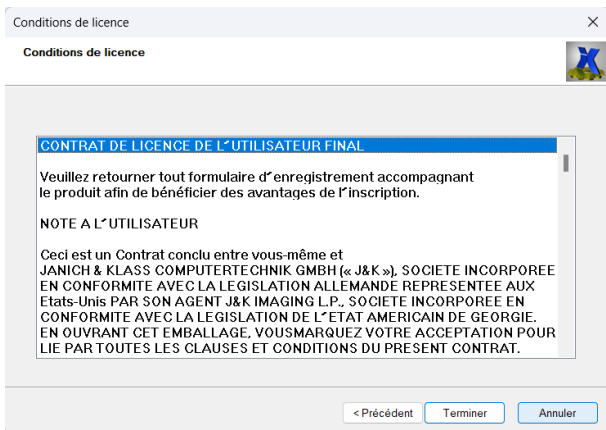 Conditions de licence
Conditions de licence
CONTRAT DE LICENCE DE L´UTILISATEUR FINAL
Veuillez retourner tout formulaire d´enregistrement accompagnant
le produit afin de bénéficier des avantages de l´inscription.
NOTE A L´UTILISATEUR
Ceci est un Contrat conclu entre vous-même et
JANICH & KLASS COMPUTERTECHNIK GMBH (« J&K »), SOCIETE INCORPOREE
EN CONFORMITE AVEC LA LEGISLATION ALLEMANDE REPRESENTEE AUX
Etats-Unis PAR SON AGENT J&K IMAGING L.P., SOCIETE INCORPOREE EN
CONFORMITE AVEC LA LEGISLATION DE L´ETAT AMERICAIN DE GEORGIE.
EN OUVRANT CET EMBALLAGE, VOUSMARQUEZ VOTRE ACCEPTATION POUR
LIE PAR TOUTES LES CLAUSES ET CONDITIONS DU PRESENT CONTRAT.
< Précédent Terminer Annuler